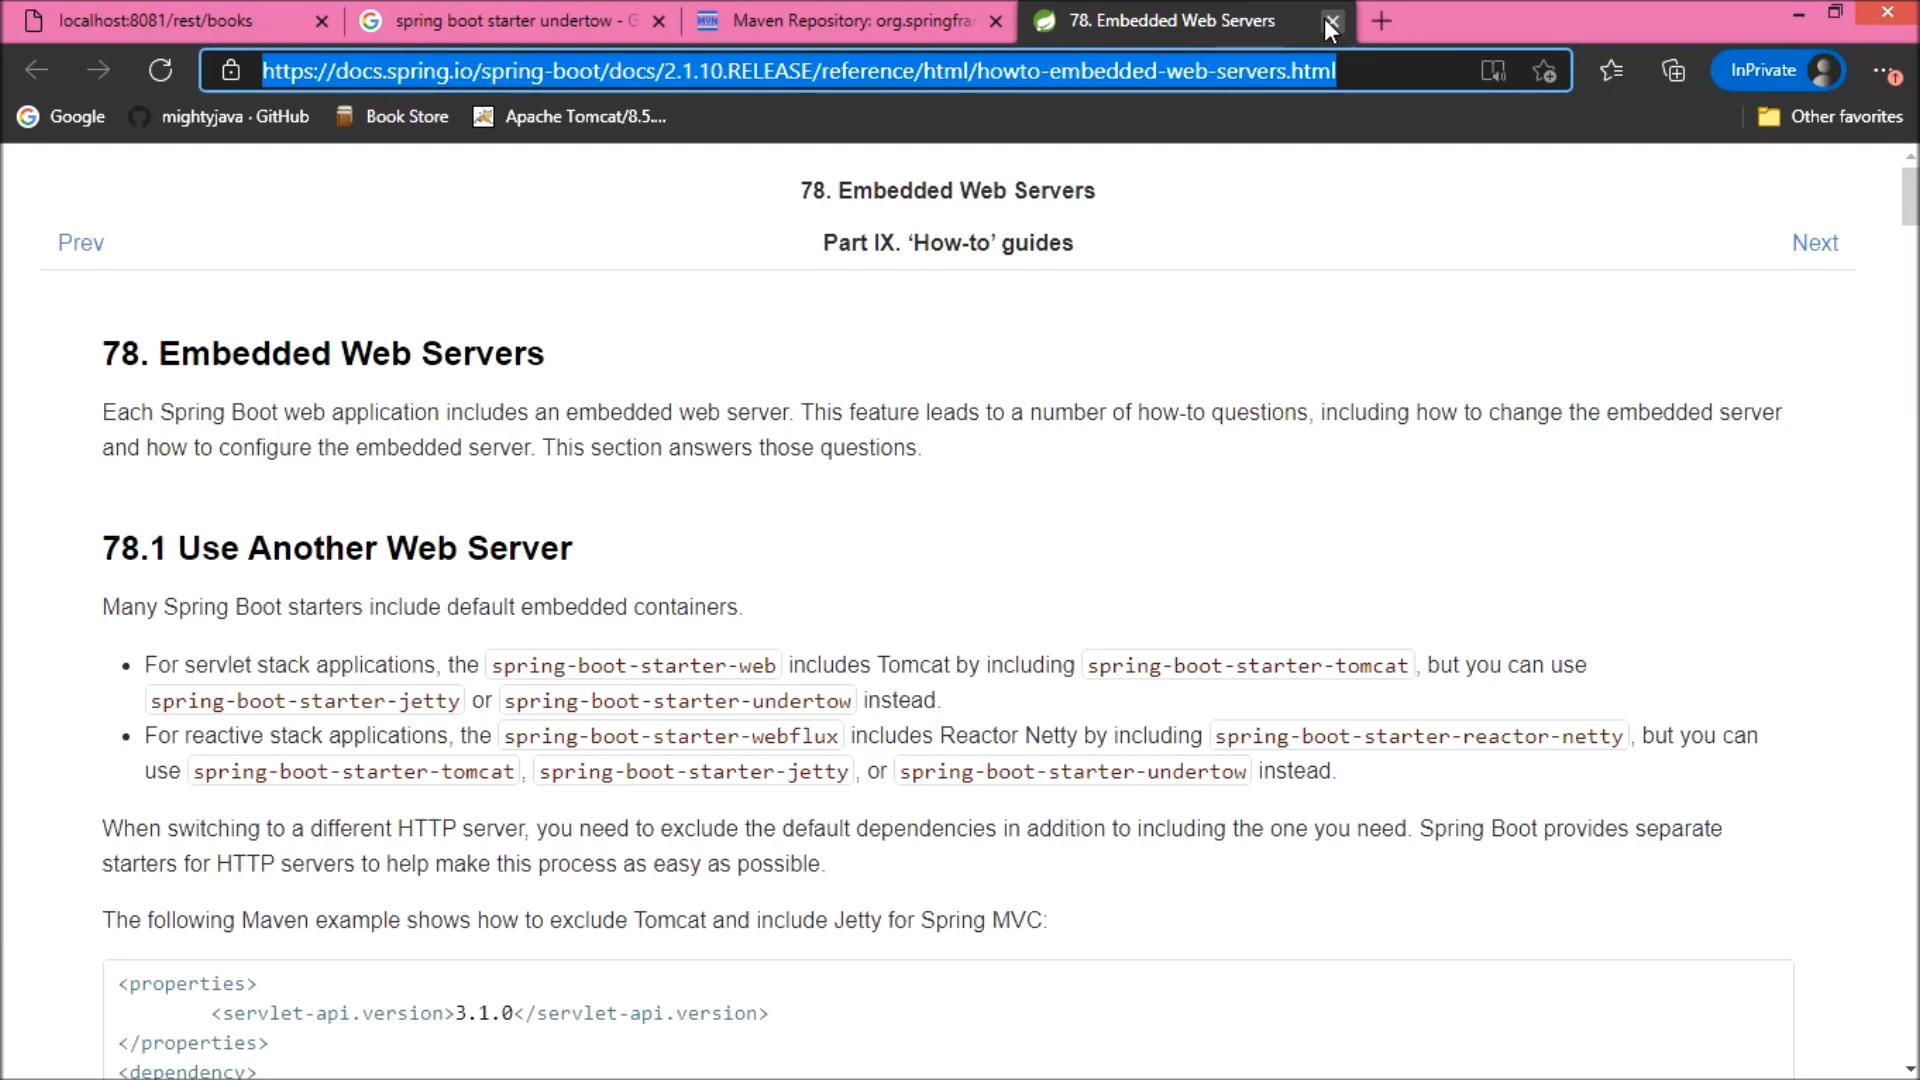 localhost:8081/rest/books
spring boot starter undertow - G
Maven Repository: org.springfra
78. Embedded Web Servers
https://docs.spring.io/spring-boot/docs/2.1.10.RELEASE/reference/html/howto-embedded-web-servers.html
InPrivate
Google
mightyjava · GitHub
Book Store
Apache Tomcat/8.5....
Other favorites
78. Embedded Web Servers
Prev
Part IX. ‘How-to’ guides
Next
78. Embedded Web Servers
Each Spring Boot web application includes an embedded web server. This feature leads to a number of how-to questions, including how to change the embedded server
and how to configure the embedded server. This section answers those questions.
78.1 Use Another Web Server
Many Spring Boot starters include default embedded containers.
• For servlet stack applications, the spring-boot-starter-web includes Tomcat by including spring-boot-starter-tomcat, but you can use
spring-boot-starter-jetty or spring-boot-starter-undertow instead.
• For reactive stack applications, the spring-boot-starter-webflux includes Reactor Netty by including spring-boot-starter-reactor-netty, but you can
use spring-boot-starter-tomcat, spring-boot-starter-jetty, or spring-boot-starter-undertow instead.
When switching to a different HTTP server, you need to exclude the default dependencies in addition to including the one you need. Spring Boot provides separate
starters for HTTP servers to help make this process as easy as possible.
The following Maven example shows how to exclude Tomcat and include Jetty for Spring MVC:
<properties>
<servlet-api.version>3.1.0</servlet-api.version>
</properties>
<dependency>